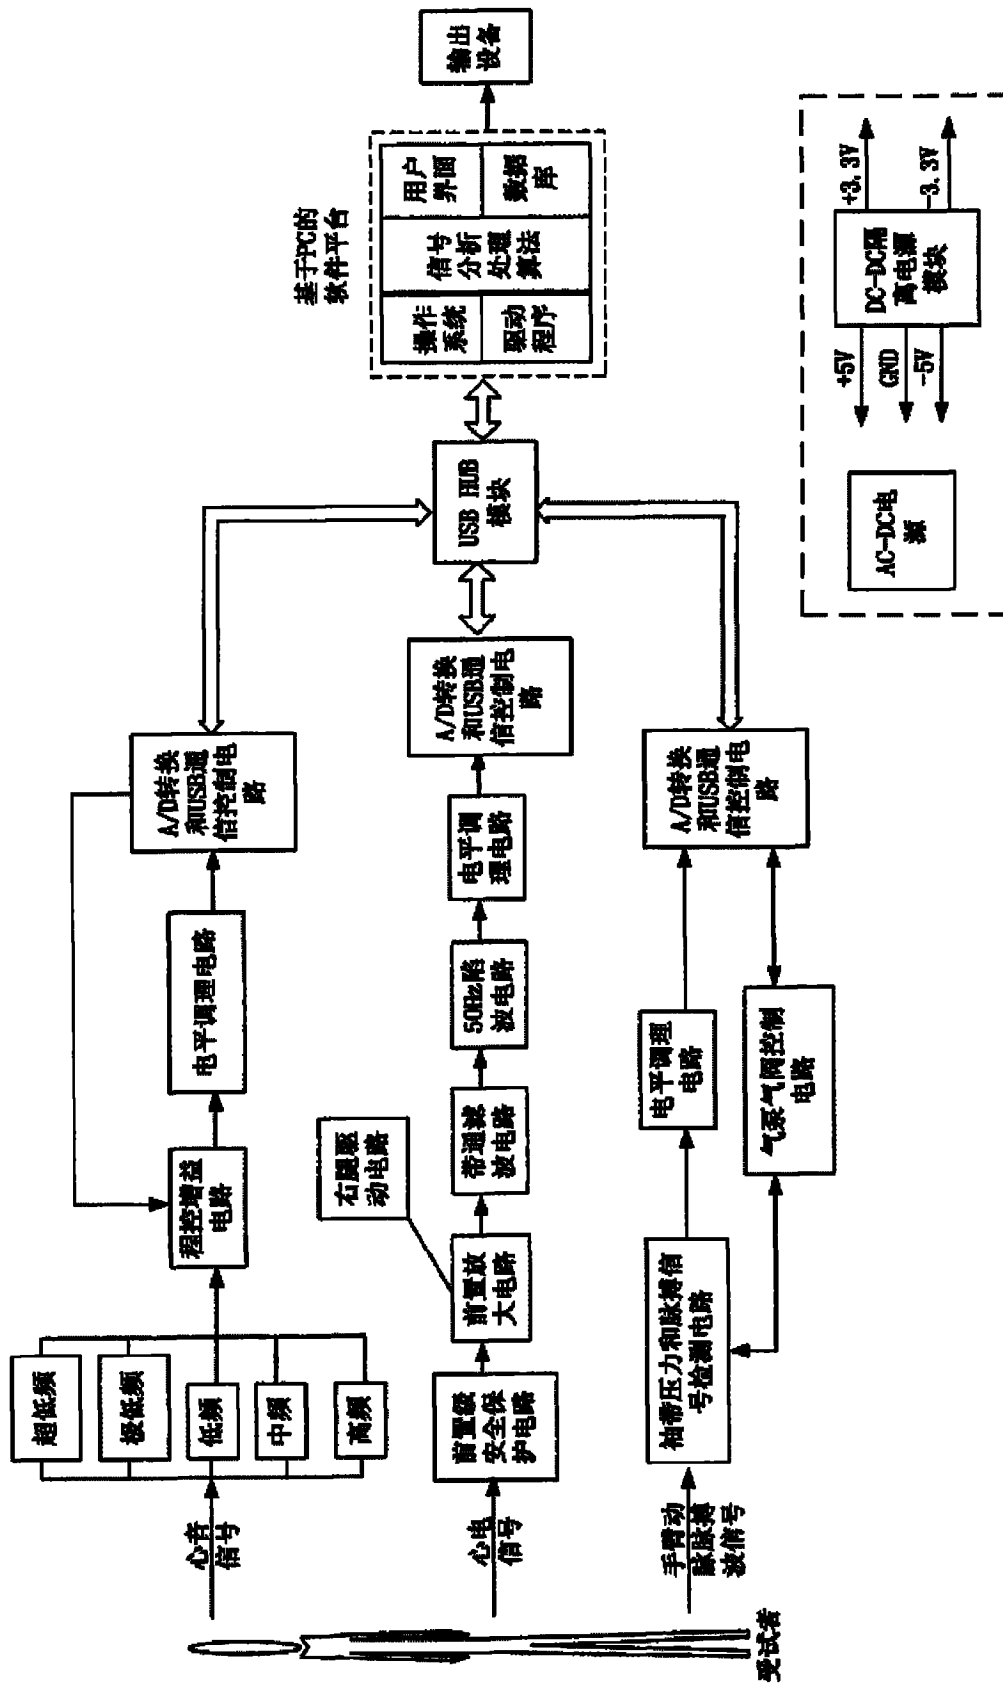 受试者
心音
信号
超低频
极低频
低频
中频
高频
程控增益
电路
电平调理电路
A/D转换
和USB通
信控制电
路
心电
信号
前置级
安全保
护电路
前置放
大电路
右腿驱
动电路
带通滤
波电路
50Hz陷
波电路
电平调
理电路
A/D转换
和USB通
信控制电
路
手臂动
脉脉搏
波信号
袖带压力和脉搏信
号检测电路
电平调理
电路
气泵气阀控制
电路
A/D转换
和USB通
信控制电
路
USB HUB
模块
基于PC的
软件平台
操作
系统
驱动
程序
信号
分析
处理
算法
用户
界面
数据
库
输出
设备
AC-DC电
源
+5V
GND
-5V
DC-DC隔
离电源
模块
+3.3V
-3.3V